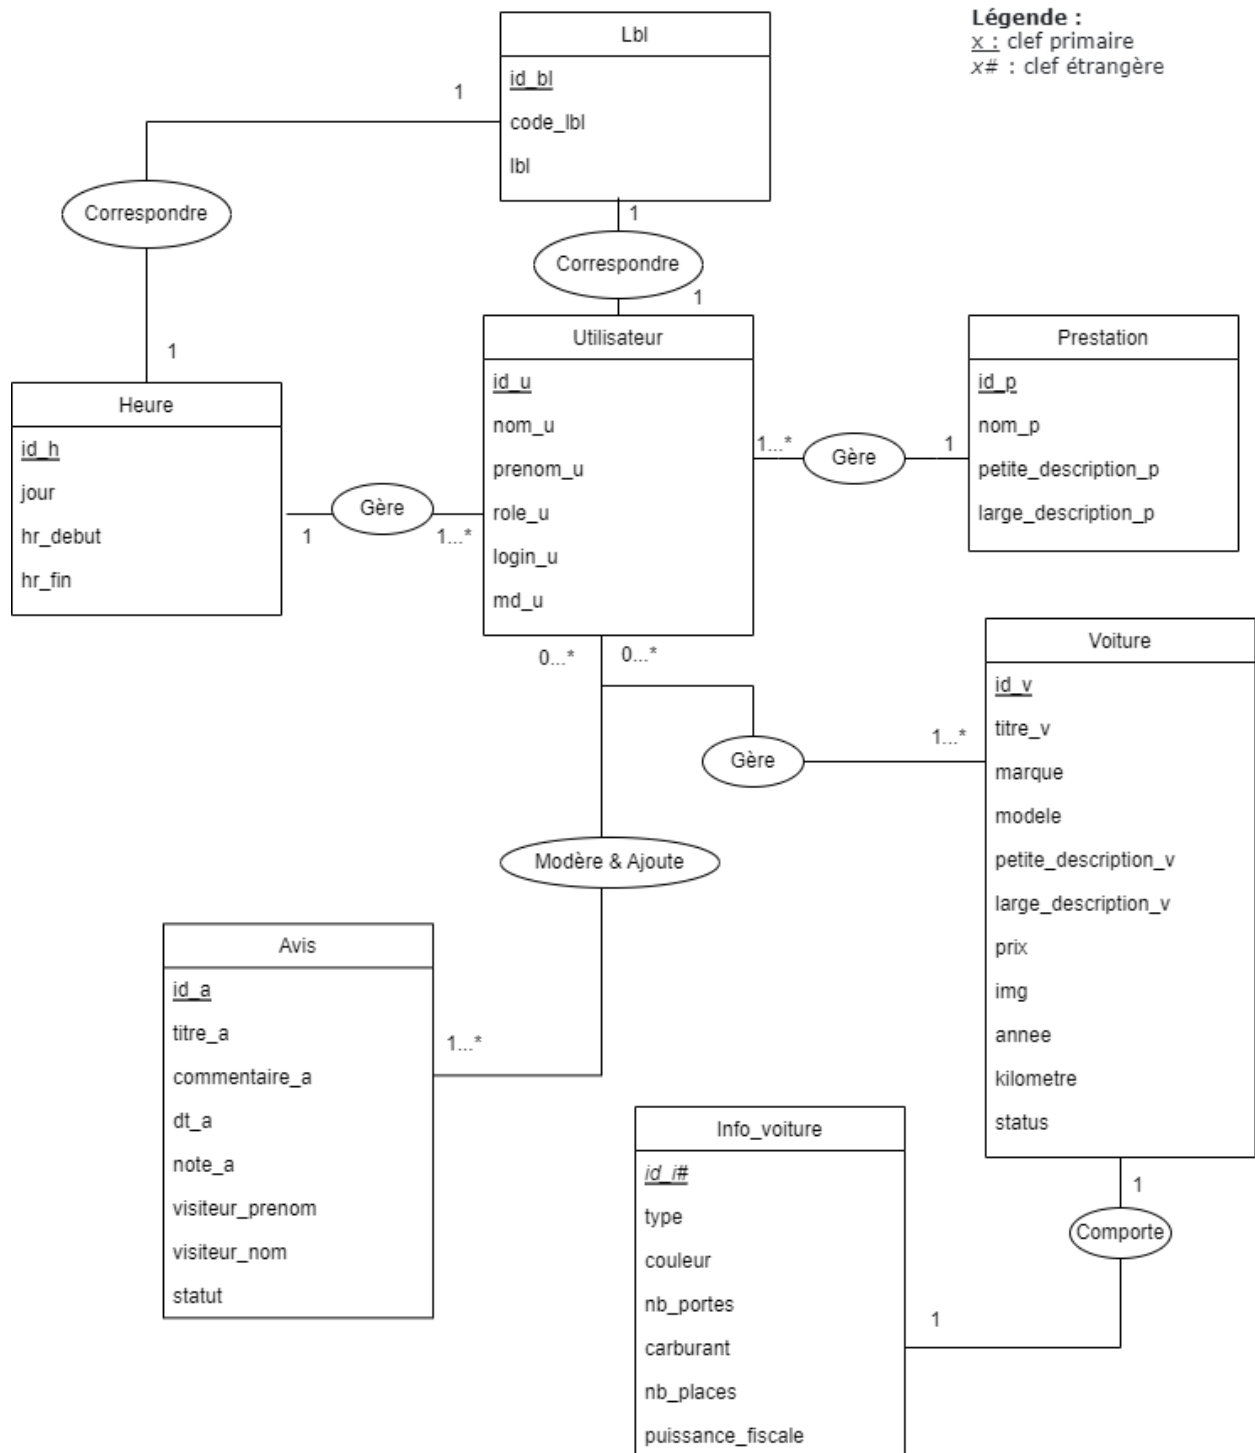 Légende :
x : clef primaire
x# : clef étrangère
Lbl
id_bl
code_lbl
lbl
1
Correspondre
1
1
Correspondre
1
Heure
id_h
jour
hr_debut
hr_fin
1
Gère
1...*
Utilisateur
id_u
nom_u
prenom_u
role_u
login_u
md_u
1...*
Gère
1
Prestation
id_p
nom_p
petite_description_p
large_description_p
0...*
0...*
Gère
1...*
Voiture
id_v
titre_v
marque
modele
petite_description_v
large_description_v
prix
img
annee
kilometre
status
Modère & Ajoute
1...*
Avis
id_a
titre_a
commentaire_a
dt_a
note_a
visiteur_prenom
visiteur_nom
statut
1
Comporte
1
Info_voiture
id_i#
type
couleur
nb_portes
carburant
nb_places
puissance_fiscale